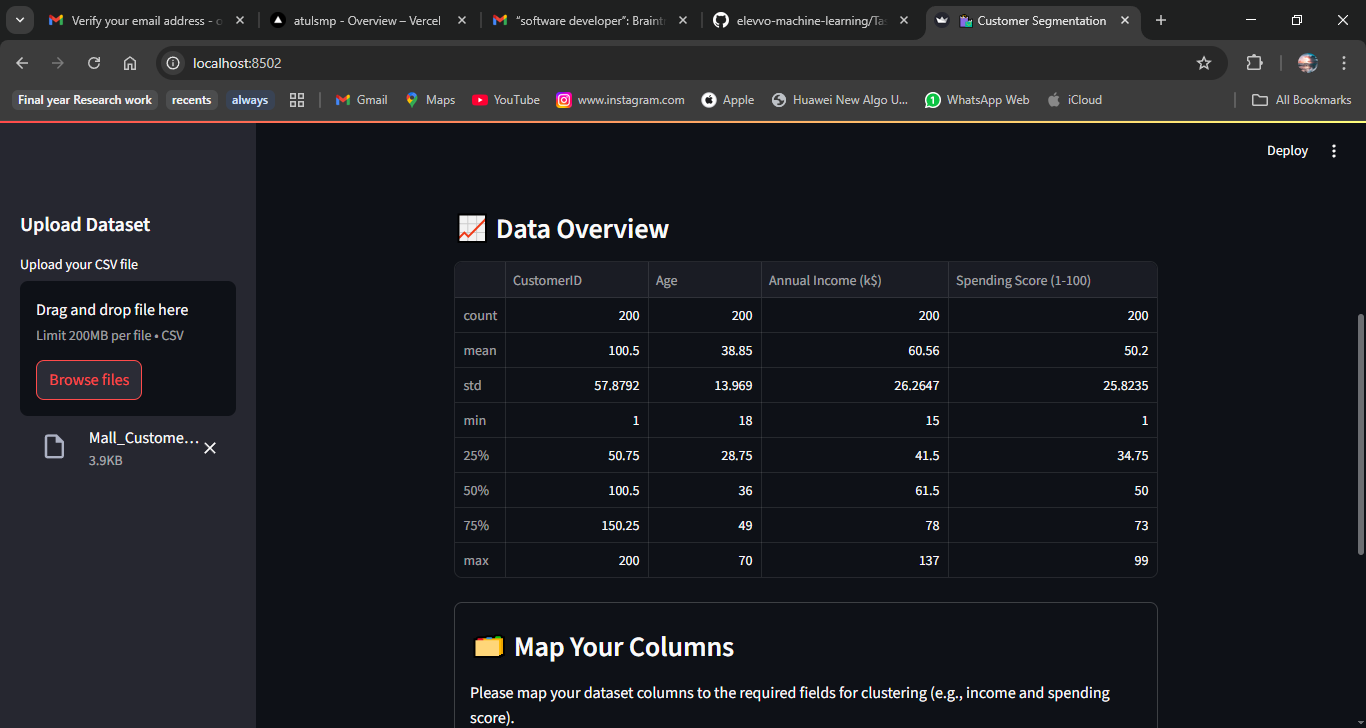 Verify your email address - o
atulsmp - Overview – Vercel
"software developer": Braint
elevvo-machine-learning/Ta
Customer Segmentation
localhost:8502
Final year Research work
recents
always
Gmail
Maps
YouTube
www.instagram.com
Apple
Huawei New Algo U...
WhatsApp Web
iCloud
All Bookmarks
Deploy
Upload Dataset
Upload your CSV file
Drag and drop file here
Limit 200MB per file • CSV
Browse files
Mall_Custome...
3.9KB
Data Overview
CustomerID Age Annual Income (k$) Spending Score (1-100)
count 200 200 200 200
mean 100.5 38.85 60.56 50.2
std 57.8792 13.969 26.2647 25.8235
min 1 18 15 1
25% 50.75 28.75 41.5 34.75
50% 100.5 36 61.5 50
75% 150.25 49 78 73
max 200 70 137 99
Map Your Columns
Please map your dataset columns to the required fields for clustering (e.g., income and spending
score).